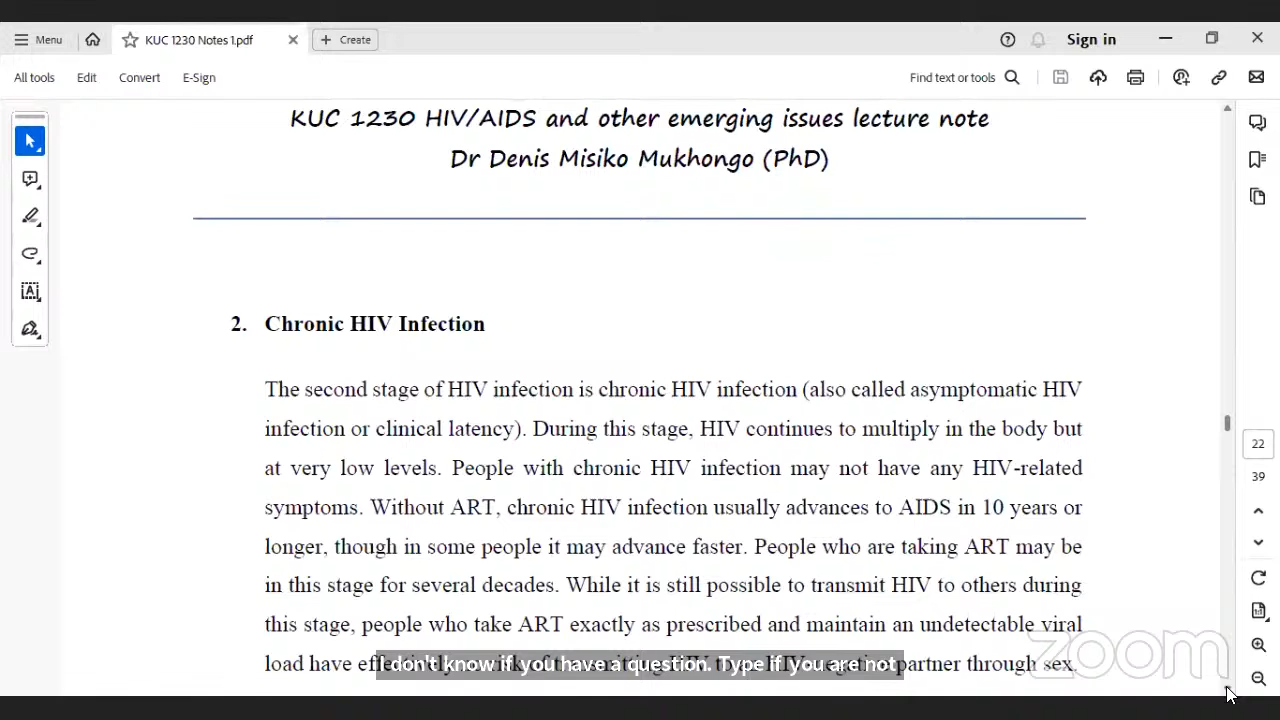 Menu
KUC 1230 Notes 1.pdf
Create
Sign in
All tools
Edit
Convert
E-Sign
Find text or tools
KUC 1230 HIV/AIDS and other emerging issues lecture note
Dr Denis Misiko Mukhongo (PhD)
2. Chronic HIV Infection
The second stage of HIV infection is chronic HIV infection (also called asymptomatic HIV
infection or clinical latency). During this stage, HIV continues to multiply in the body but
at very low levels. People with chronic HIV infection may not have any HIV-related
symptoms. Without ART, chronic HIV infection usually advances to AIDS in 10 years or
longer, though in some people it may advance faster. People who are taking ART may be
in this stage for several decades. While it is still possible to transmit HIV to others during
this stage, people who take ART exactly as prescribed and maintain an undetectable viral
load have partner through sex.
I don't know if you have a question. Type if you are not
22
39
zoom